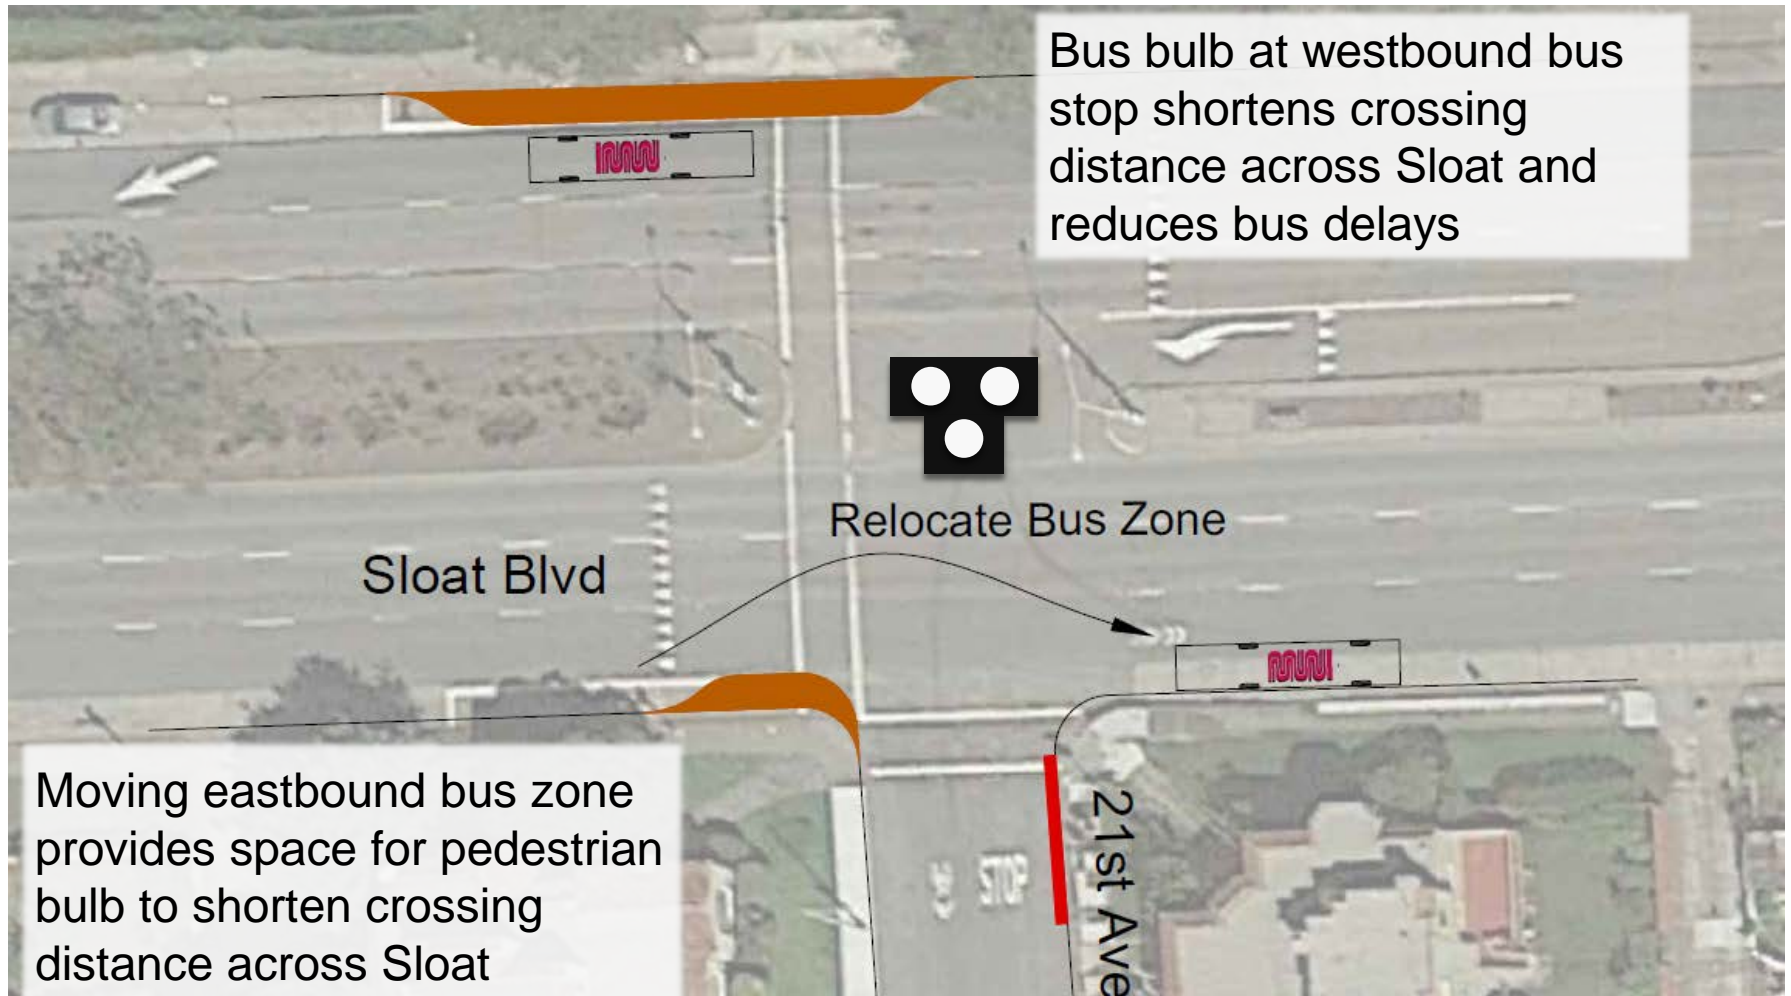 Bus bulb at westbound bus
stop shortens crossing
distance across Sloat and
reduces bus delays
Relocate Bus Zone
Sloat Blvd
Moving eastbound bus zone
provides space for pedestrian
bulb to shorten crossing
distance across Sloat
STOP
21st Ave